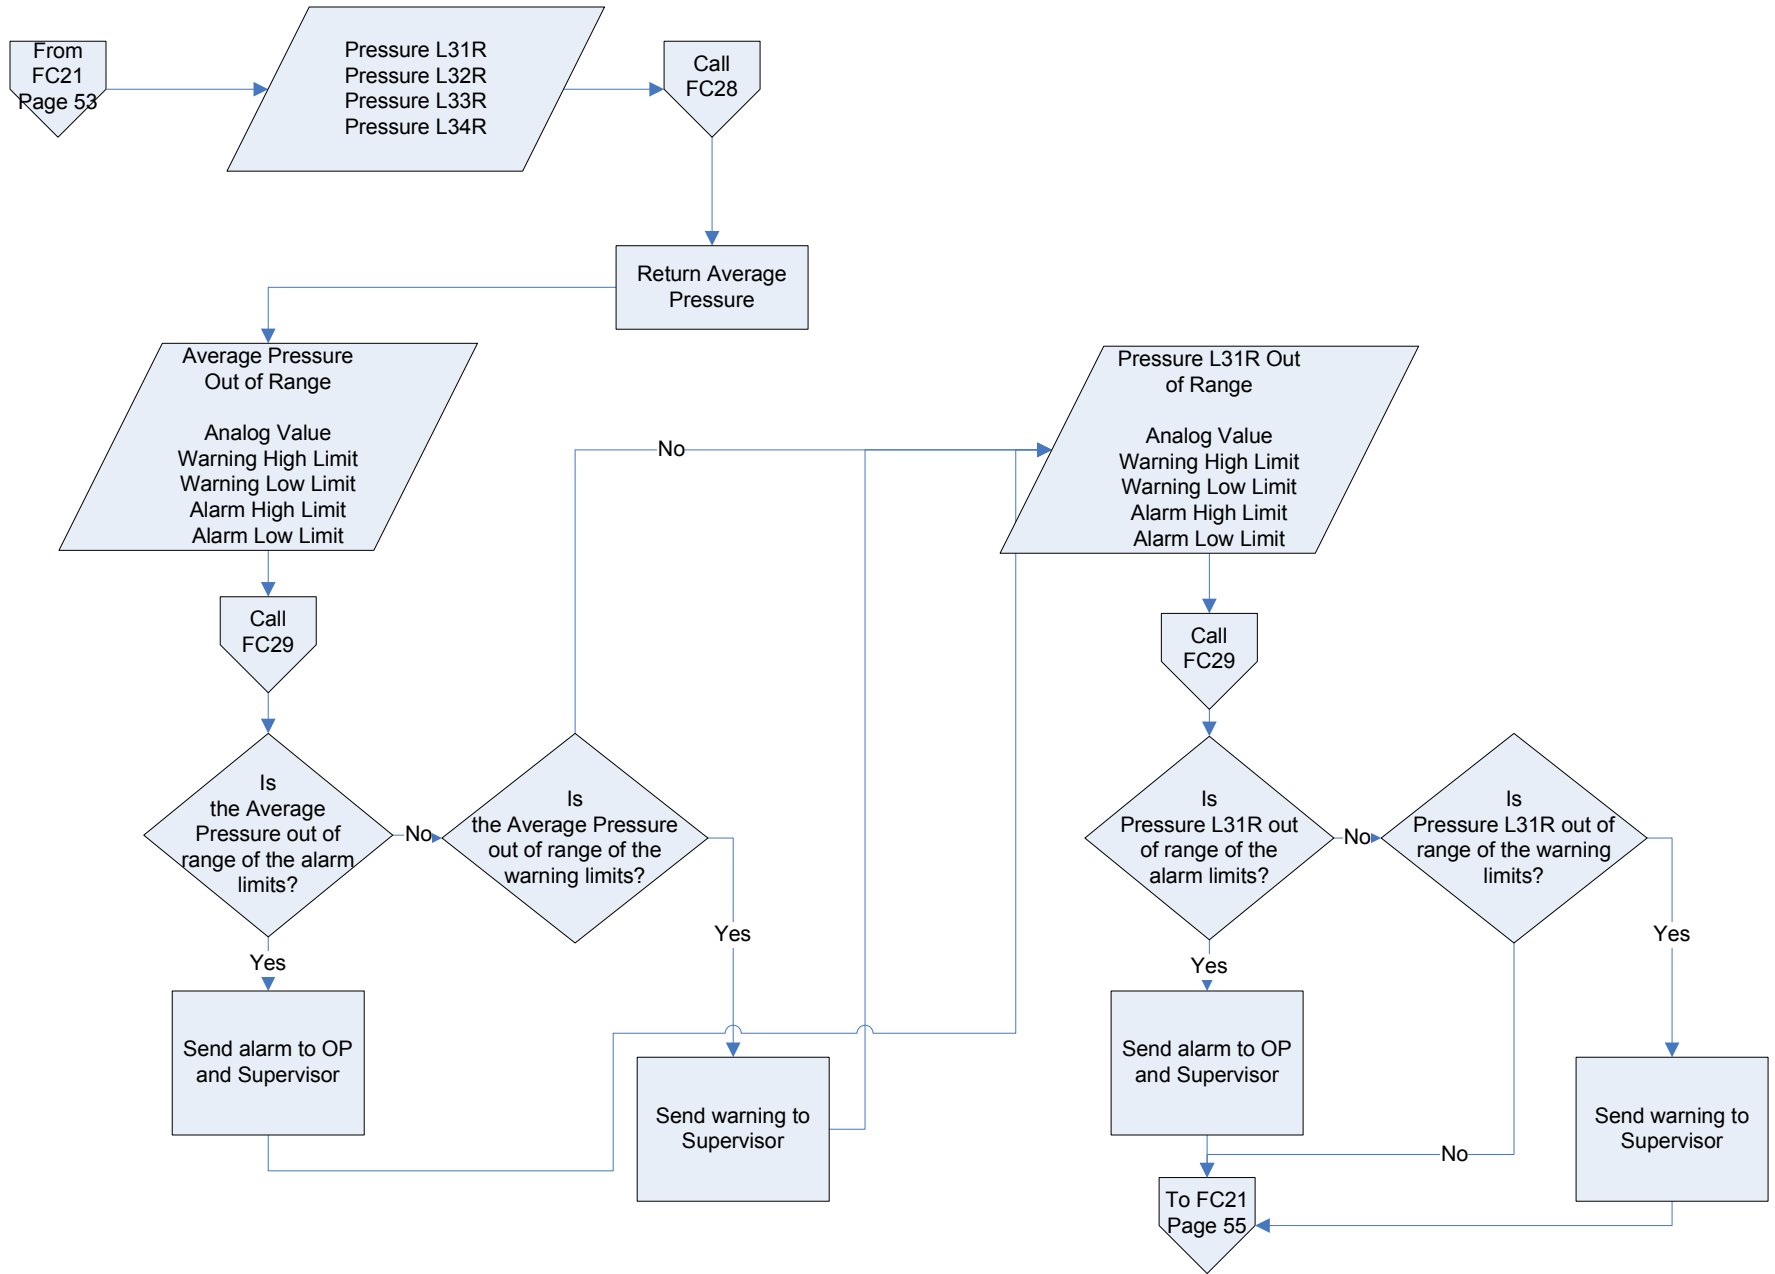 From
FC21
Page 53
Pressure L31R
Pressure L32R
Pressure L33R
Pressure L34R
Call
FC28
Return Average
Pressure
Average Pressure
Out of Range
Analog Value
Warning High Limit
Warning Low Limit
Alarm High Limit
Alarm Low Limit
Call
FC29
Is
the Average
Pressure out of
range of the alarm
limits?
No
Is
the Average Pressure
out of range of the
warning limits?
No
Yes
Yes
Send alarm to OP
and Supervisor
Send warning to
Supervisor
Pressure L31R Out
of Range
Analog Value
Warning High Limit
Warning Low Limit
Alarm High Limit
Alarm Low Limit
Call
FC29
Is
Pressure L31R out
of range of the
alarm limits?
No
Is
Pressure L31R out of
range of the warning
limits?
Yes
Yes
Send alarm to OP
and Supervisor
No
Send warning to
Supervisor
To FC21
Page 55